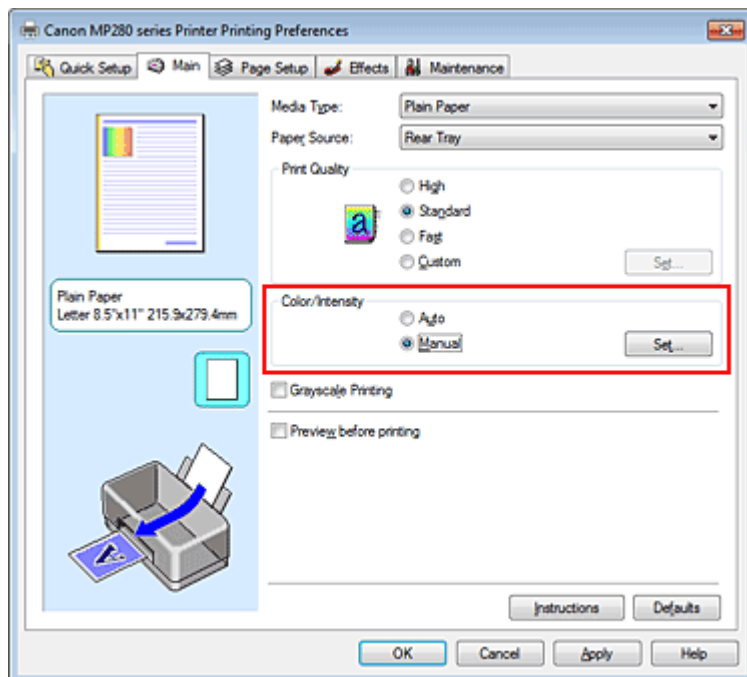 Canon MP280 series Printer Printing Preferences
Quick Setup Main Page Setup Effects Maintenance
Media Type: Plain Paper
Paper Source: Rear Tray
Print Quality
High
a Standard
Fast
Custom Set...
Plain Paper
Letter 8.5"x11" 215.9x279.4mm
Color/Intensity
Auto
Manual Set...
Grayscale Printing
Preview before printing
A
Instructions Defaults
OK Cancel Apply Help